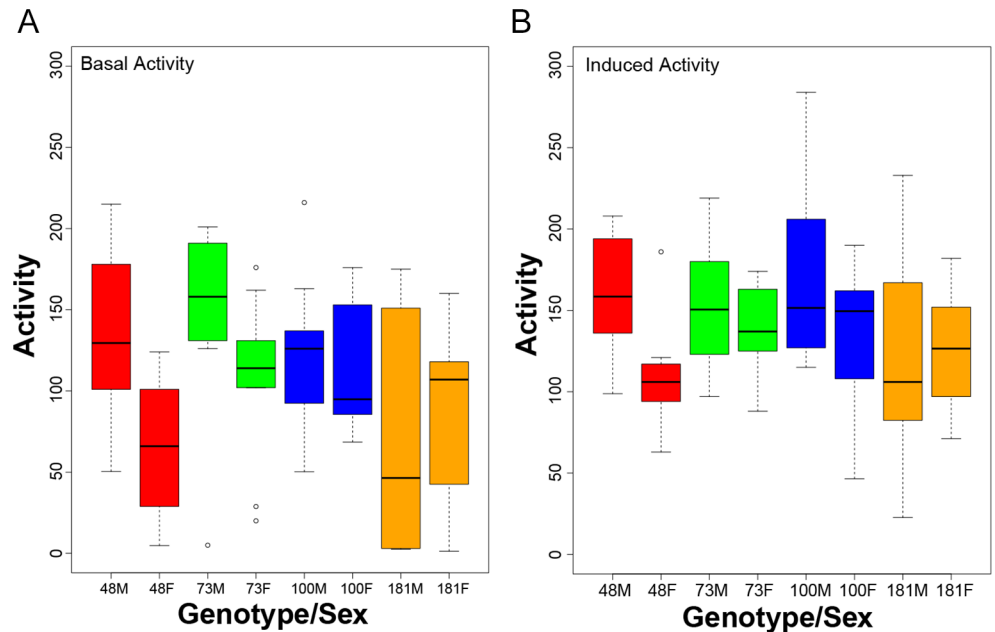 A
B
Basal Activity
Induced Activity
Activity
300
250
200
150
100
50
0
48M 48F 73M 73F 100M 100F 181M 181F
Genotype/Sex
Activity
300
250
200
150
100
50
0
48M 48F 73M 73F 100M 100F 181M 181F
Genotype/Sex